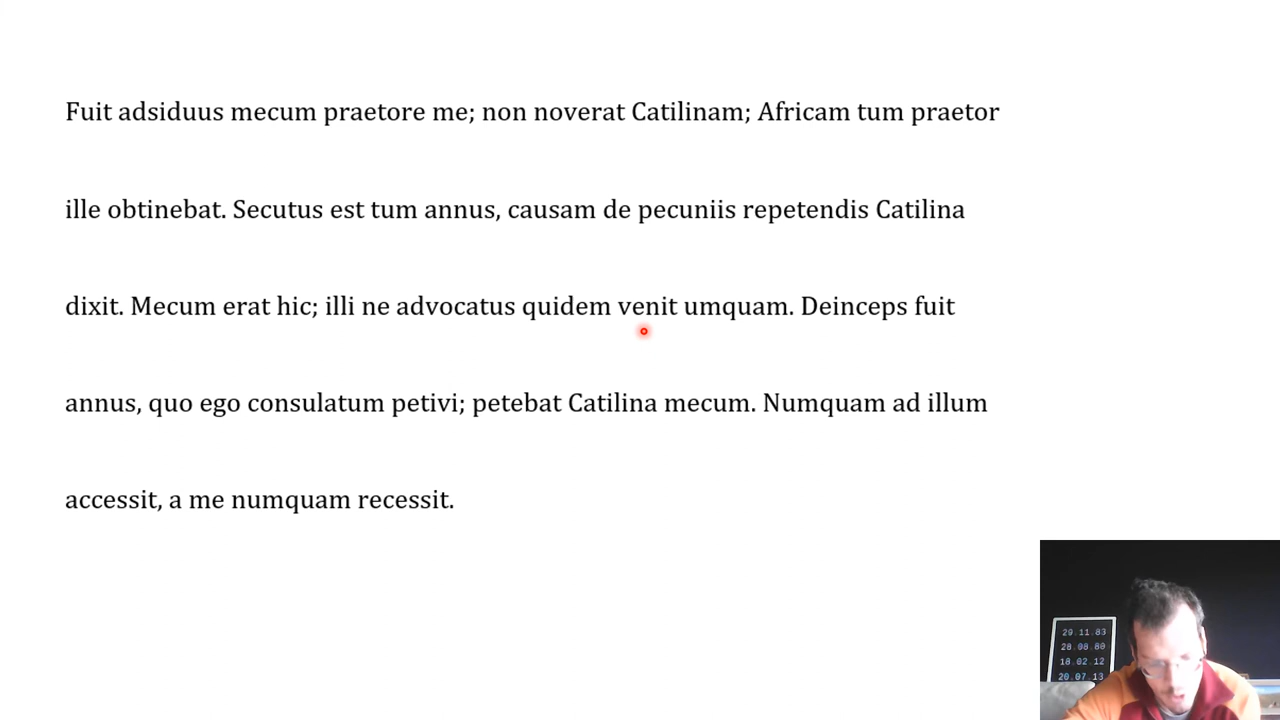 Fuit adsiduus mecum praetore me; non noverat Catilinam; Africam tum praetor
ille obtinebat. Secutus est tum annus, causam de pecuniis repetendis Catilina
dixit. Mecum erat hic; illi ne advocatus quidem venit umquam. Deinceps fuit
annus, quo ego consulatum petivi; petebat Catilina mecum. Numquam ad illum
accessit, a me numquam recessit.
29.11.83
28.08.80
18.02.12
20.07.13